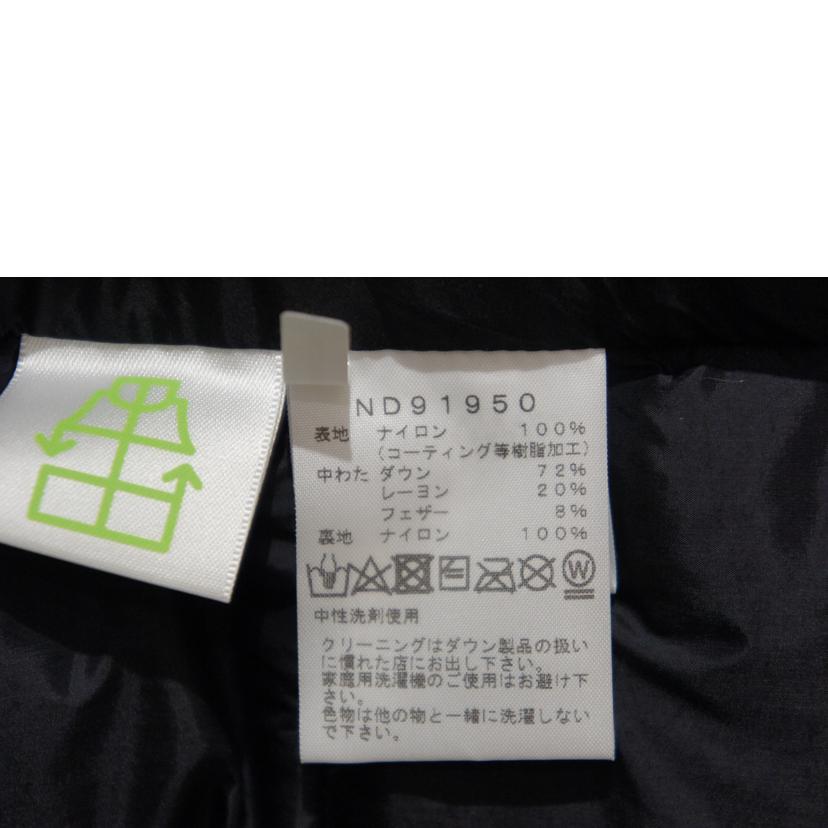 ND91950
表地 ナイロン 100%
(コーティング等樹脂加工)
中わた ダウン 72%
レーヨン 20%
フェザー 8%
裏地 ナイロン 100%
W
中性洗剤使用
クリーニングはダウン製品の扱い
に慣れた店にお出し下さい。
家庭用洗濯機のご使用はお避け下
さい。
色物は他の物と一緒に洗濯しない
で下さい。